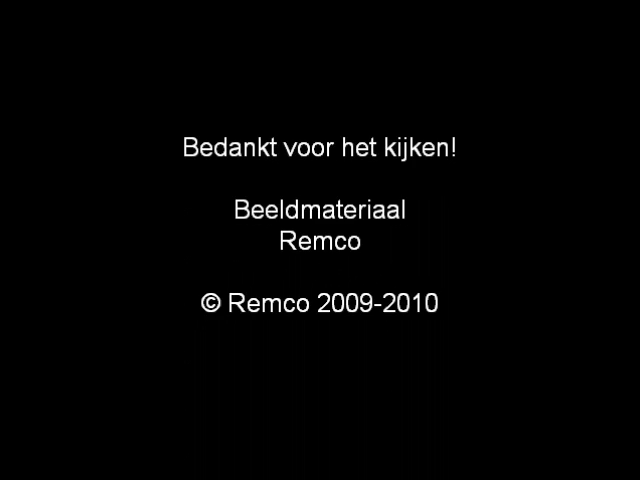 Bedankt voor het kijken!
Beeldmateriaal
Remco
© Remco 2009-2010